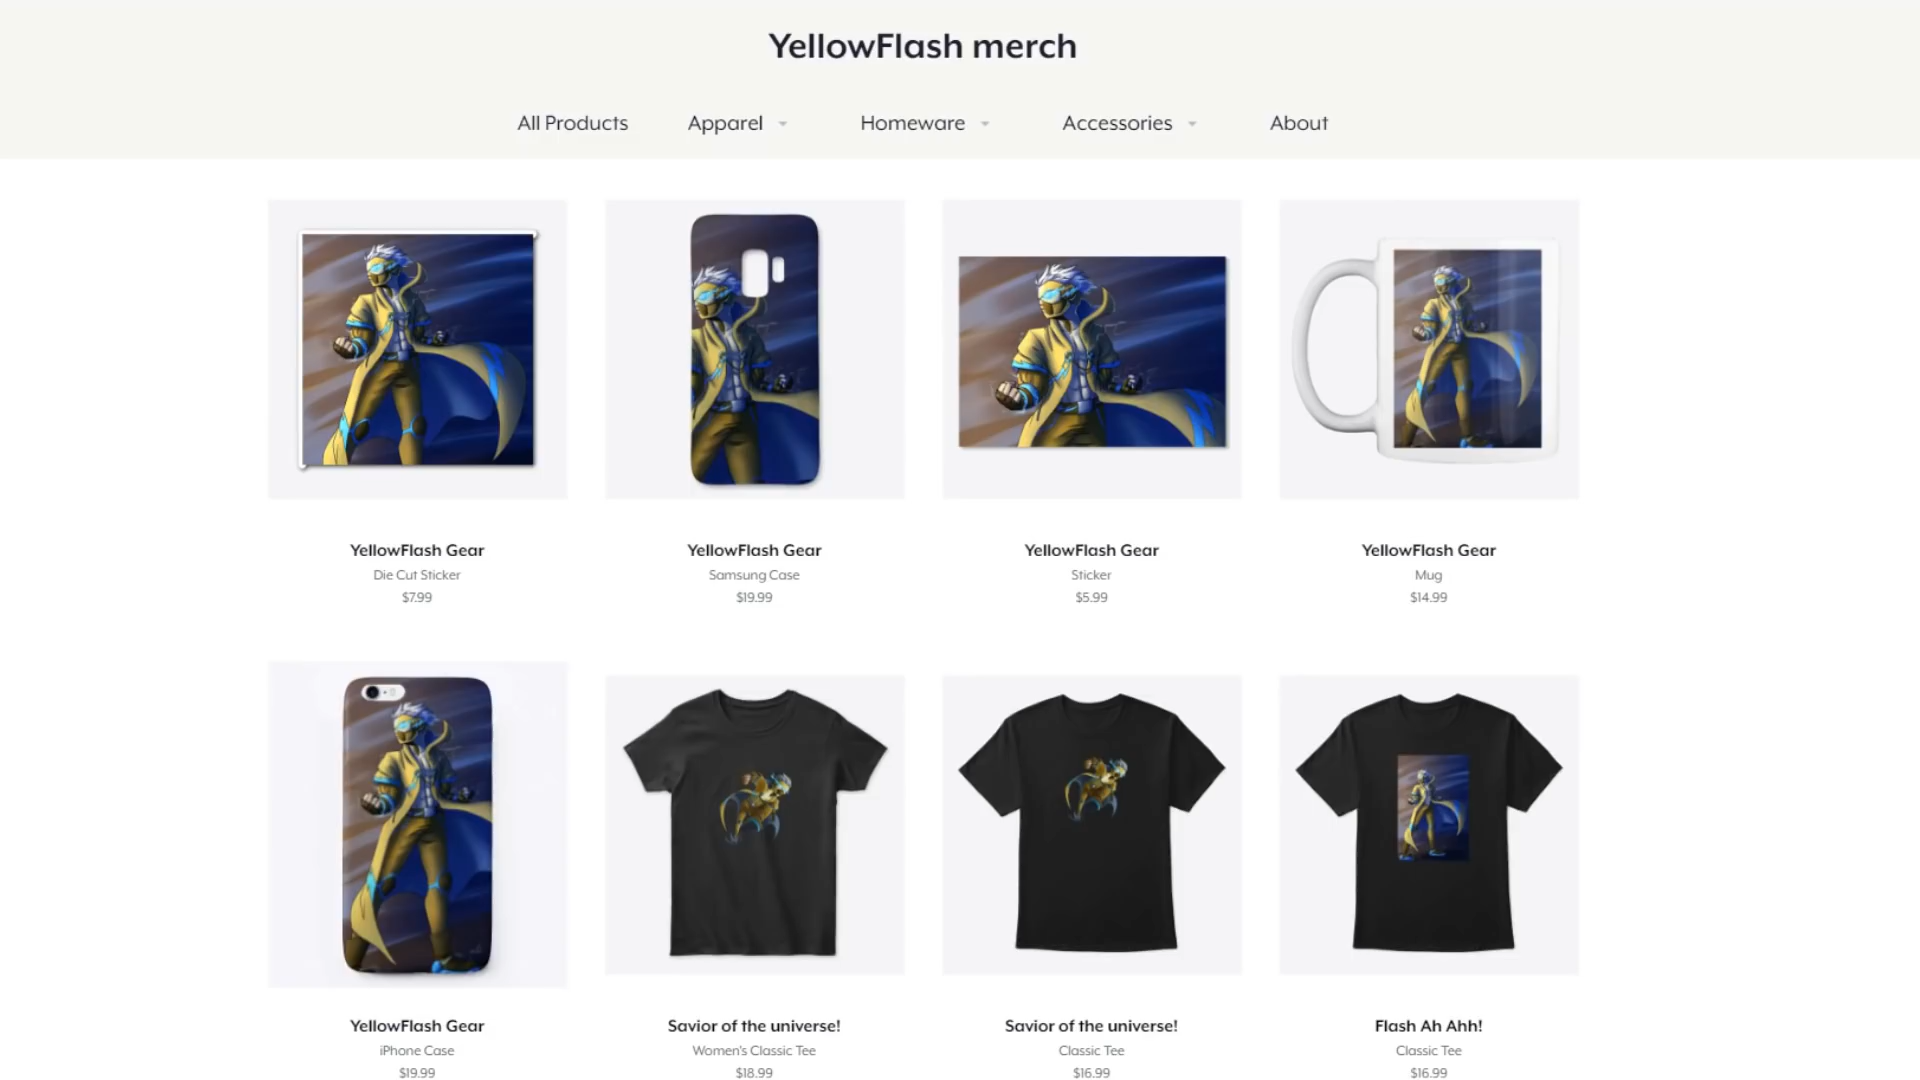 YellowFlash merch
All Products Apparel Homeware Accessories About
YellowFlash Gear
Die Cut Sticker
$7.99
YellowFlash Gear
Samsung Case
$19.99
YellowFlash Gear
Sticker
$5.99
YellowFlash Gear
Mug
$14.99
YellowFlash Gear
iPhone Case
$19.99
Savior of the universe!
Women's Classic Tee
$18.99
Savior of the universe!
Classic Tee
$16.99
Flash Ah Ahh!
Classic Tee
$16.99